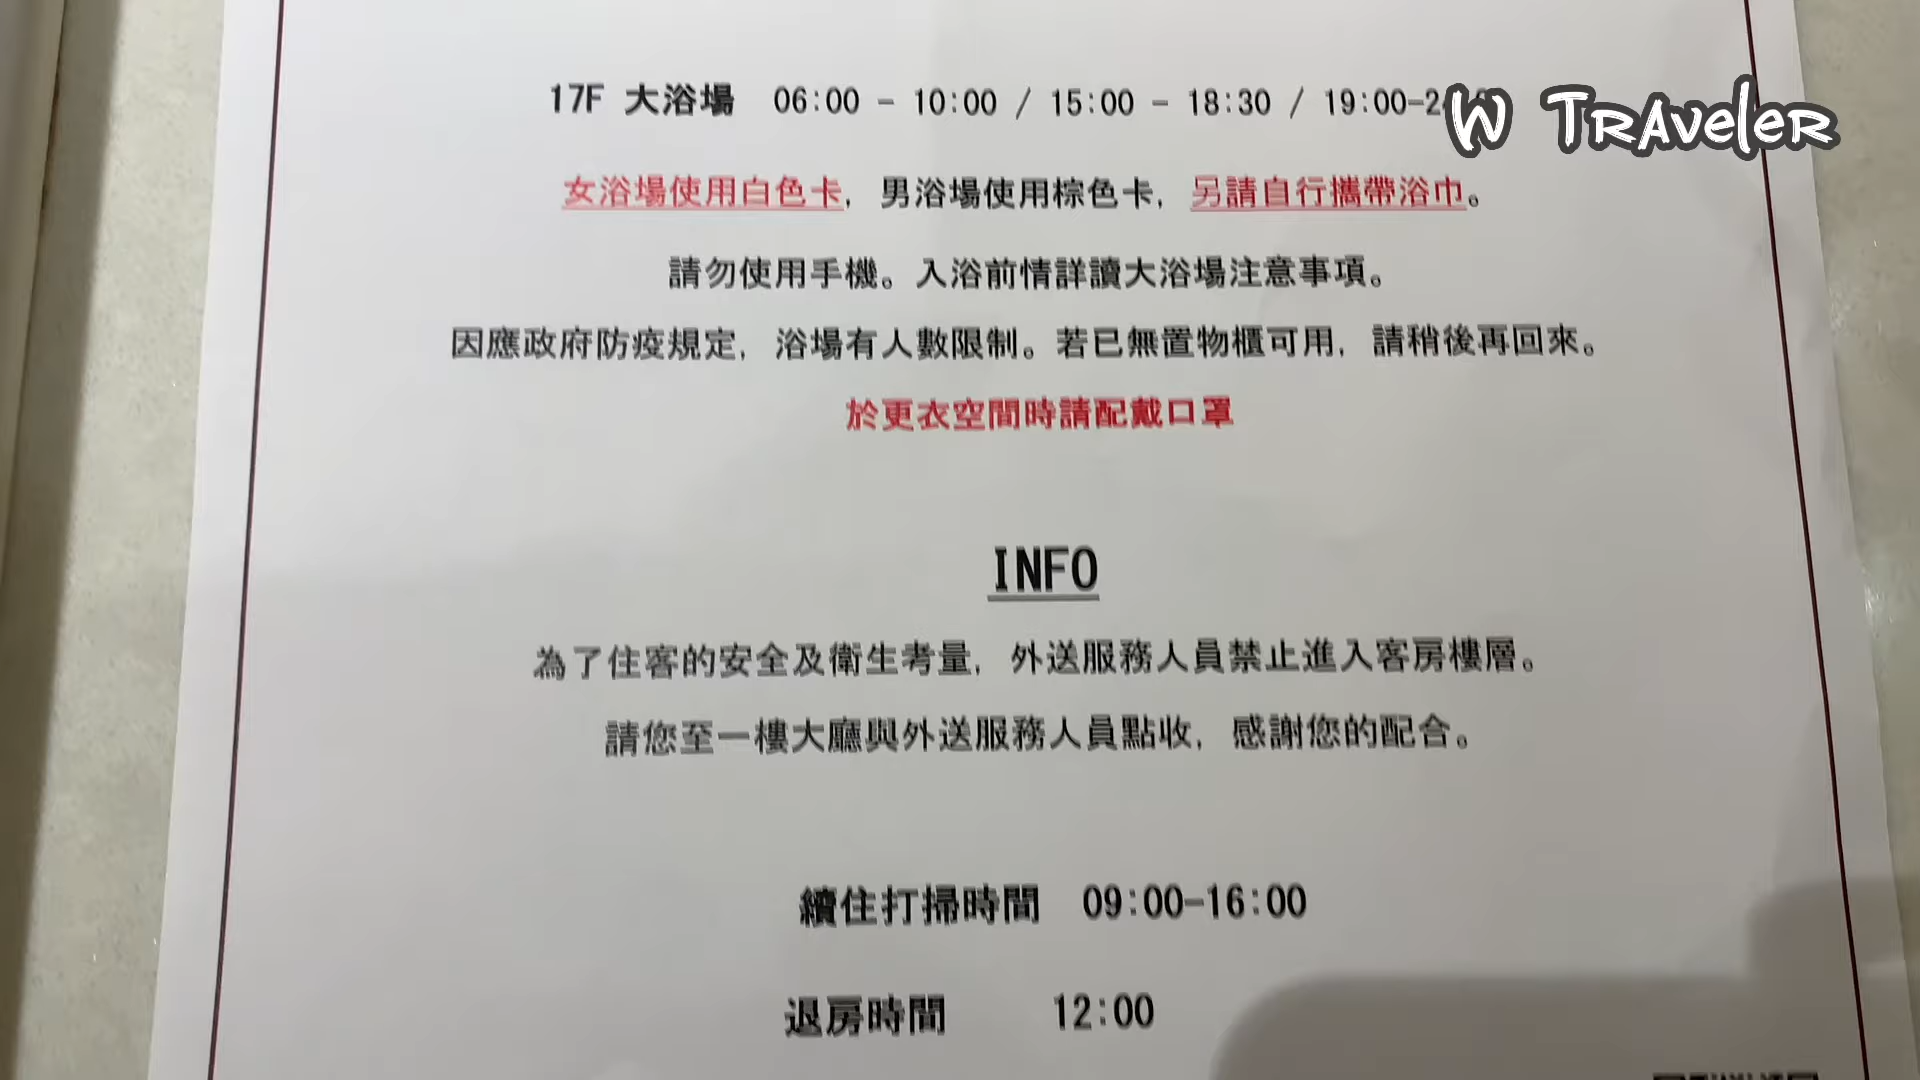 17F 大浴場 06:00 - 10:00 / 15:00 - 18:30 / 19:00-2
W Traveler
女浴場使用白色卡, 男浴場使用棕色卡, 另請自行攜帶浴巾。
請勿使用手機。入浴前情詳讀大浴場注意事項。
因應政府防疫規定, 浴場有人數限制。若已無置物櫃可用, 請稍後再回來。
於更衣空間時請配戴口罩
INFO
為了住客的安全及衛生考量, 外送服務人員禁止進入客房樓層。
請您至一樓大廳與外送服務人員點收, 感謝您的配合。
續住打掃時間 09:00-16:00
退房時間 12:00